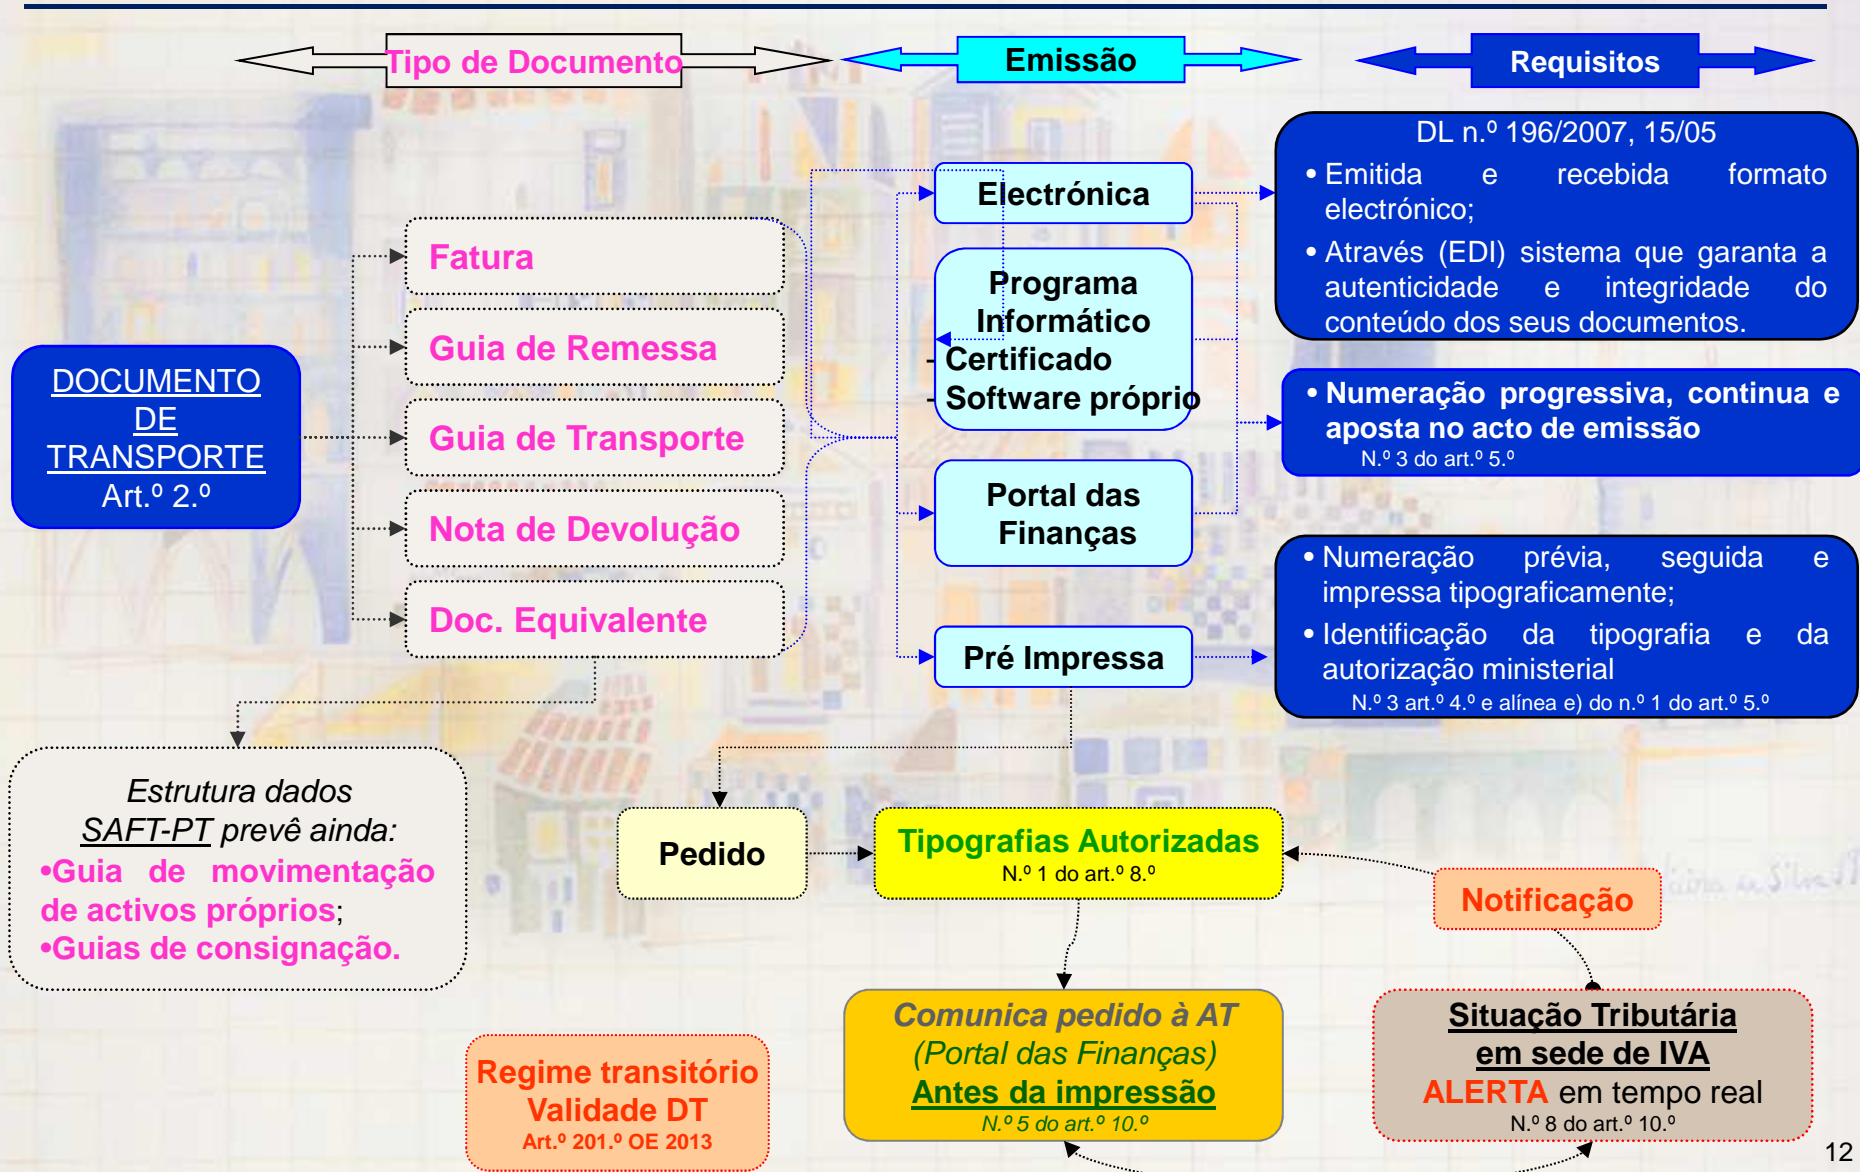 Tipo de Documento
Emissão
Requisitos
DOCUMENTO
DE
TRANSPORTE
Art.º 2.º
Fatura
Guia de Remessa
Guia de Transporte
Nota de Devolução
Doc. Equivalente
Electrónica
Programa
Informático
- Certificado
- Software próprio
Portal das
Finanças
Pré Impressa
DL n.º 196/2007, 15/05
• Emitida e recebida formato
electrónico;
• Através (EDI) sistema que garanta a
autenticidade e integridade do
conteúdo dos seus documentos.
• Numeração progressiva, continua e
aposta no acto de emissão
N.º 3 do art.º 5.º
• Numeração prévia, seguida e
impressa tipograficamente;
• Identificação da tipografia e da
autorização ministerial
N.º 3 art.º 4.º e alínea e) do n.º 1 do art.º 5.º
Estrutura dados
SAFT-PT prevê ainda:
•Guia de movimentação
de activos próprios;
•Guias de consignação.
Pedido
Tipografias Autorizadas
N.º 1 do art.º 8.º
Notificação
Regime transitório
Validade DT
Art.º 201.º OE 2013
Comunica pedido à AT
(Portal das Finanças)
Antes da impressão
N.º 5 do art.º 10.º
Situação Tributária
em sede de IVA
ALERTA em tempo real
N.º 8 do art.º 10.º
12